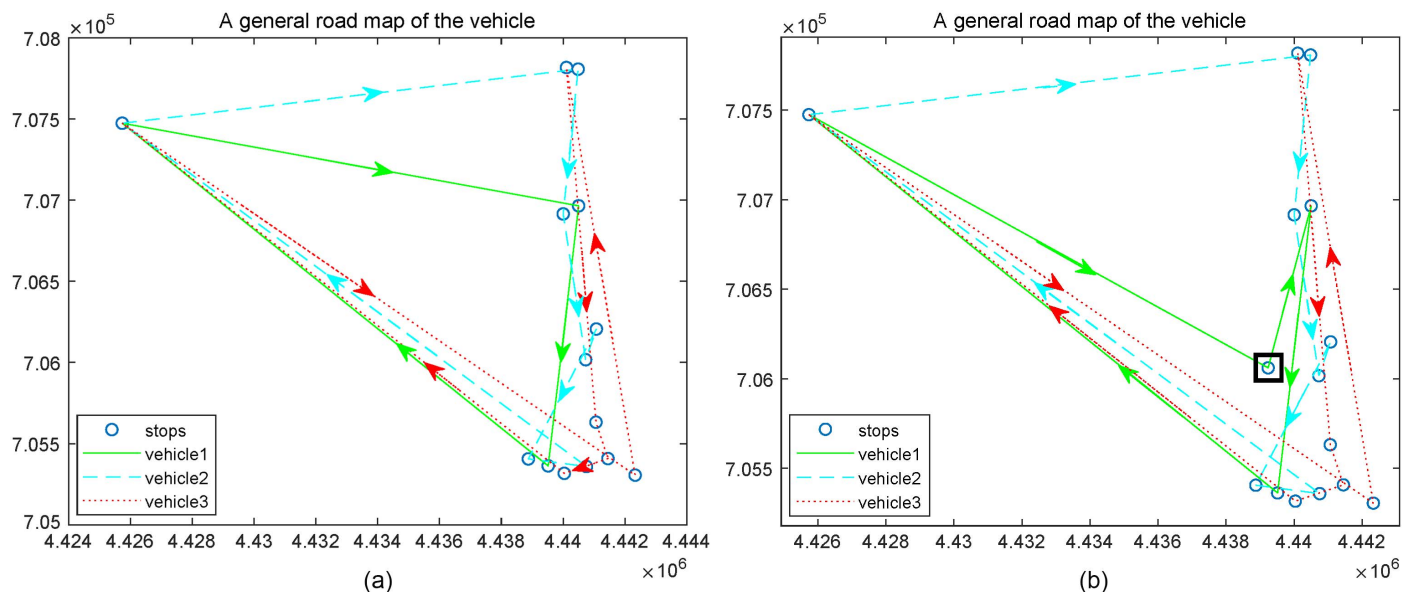 A general road map of the vehicle
×10⁵
7.08
7.075
7.07
7.065
7.06
7.055
7.05
stops
vehicle1
vehicle2
vehicle3
4.424 4.426 4.428 4.43 4.432 4.434 4.436 4.438 4.44 4.442 4.444
×10⁶
(a)
A general road map of the vehicle
×10⁵
7.075
7.07
7.065
7.06
7.055
stops
vehicle1
vehicle2
vehicle3
4.426 4.428 4.43 4.432 4.434 4.436 4.438 4.44 4.442
×10⁶
(b)